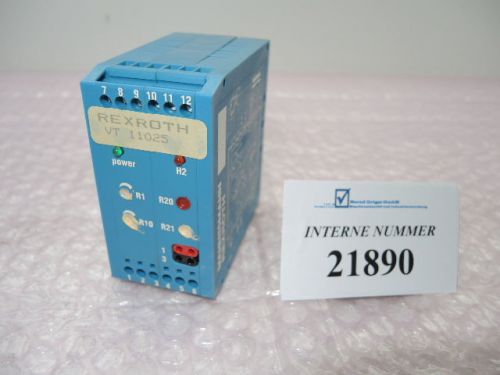 7 8 9 10 11 12
REXROTH
VT 11025
power
H2
R1
R20
R10
R21
1
3
INTERNE NUMMER
21890